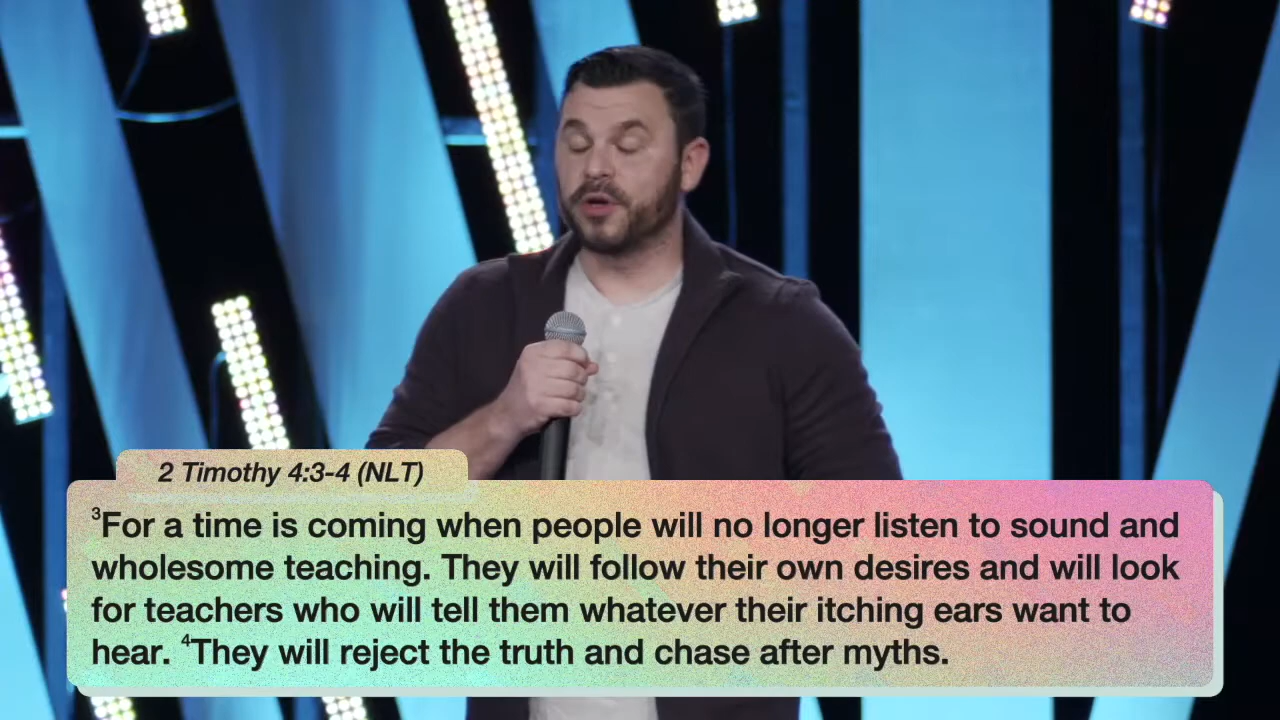 2 Timothy 4:3-4 (NLT)
³For a time is coming when people will no longer listen to sound and
wholesome teaching. They will follow their own desires and will look
for teachers who will tell them whatever their itching ears want to
hear. ⁴They will reject the truth and chase after myths.